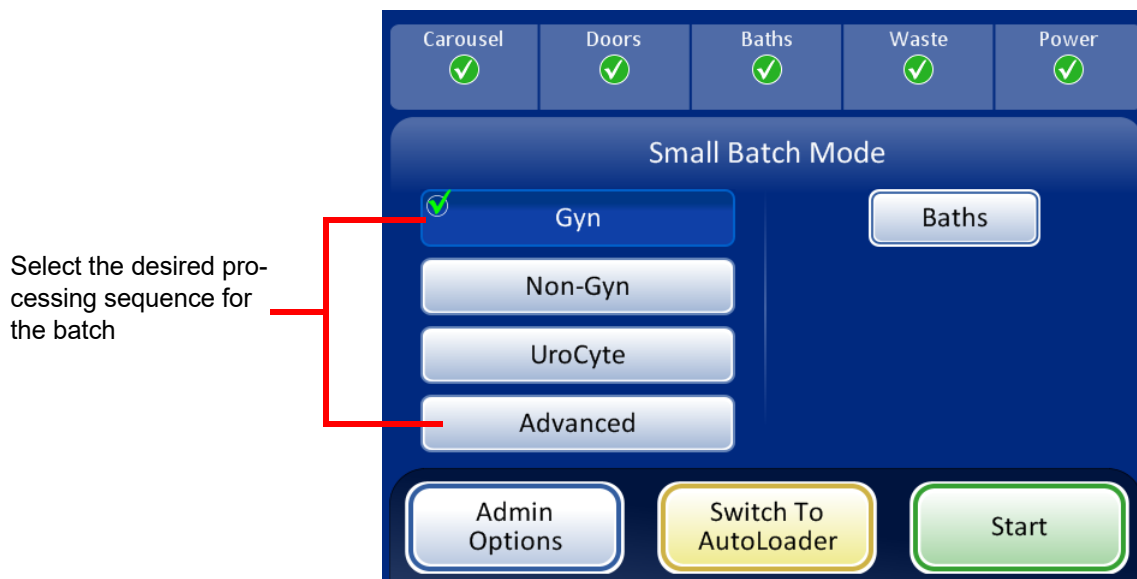 Carousel
Doors
Baths
Waste
Power
Small Batch Mode
Gyn
Baths
Select the desired pro-
cessing sequence for
the batch
Non-Gyn
UroCyte
Advanced
Admin
Options
Switch To
AutoLoader
Start